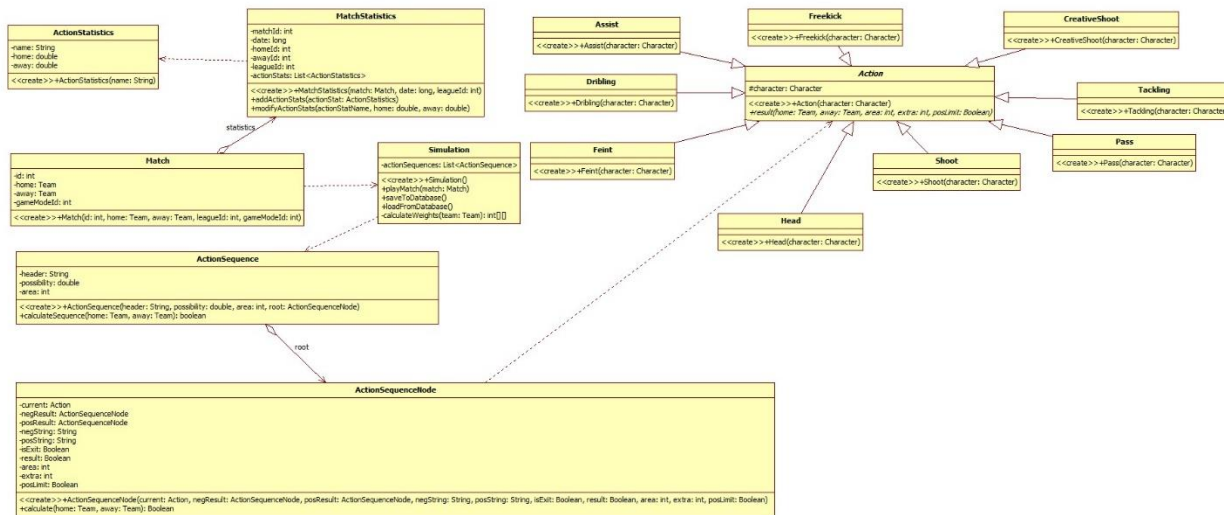 ActionStatistics
-name: String
-home: double
-away: double
<<create>>+ActionStatistics(name: String)
MatchStatistics
-matchId: int
-date: long
-homeId: int
-awayId: int
-leagueId: int
-actionStats: List<ActionStatistics>
<<create>>+MatchStatistics(match: Match, date: long, leagueId: int)
+addActionStats(actionStat: ActionStatistics)
+modifyActionStats(actionStatName, home: double, away: double)
statistics
Match
-id: int
-home: Team
-away: Team
-gameModeId: int
<<create>>+Match(id: int, home: Team, away: Team, leagueId: int, gameModeId: int)
Simulation
-actionSequences: List<ActionSequence>
<<create>>+Simulation()
+playMatch(match: Match)
+saveToDatabase()
+loadFromDatabase()
-calculateWeights(team: Team): int[][]
ActionSequence
-header: String
-possibility: double
-area: int
<<create>>+ActionSequence(header: String, possibility: double, area: int, root: ActionSequenceNode)
+calculateSequence(home: Team, away: Team): boolean
root
ActionSequenceNode
-current: Action
-negResult: ActionSequenceNode
-posResult: ActionSequenceNode
-negString: String
-posString: String
-isExit: Boolean
-result: Boolean
-area: int
-extra: int
-posLimit: Boolean
<<create>>+ActionSequenceNode(current: Action, negResult: ActionSequenceNode, posResult: ActionSequenceNode, negString: String, posString: String, isExit: Boolean, result: Boolean, area: int, extra: int, posLimit: Boolean)
+calculate(home: Team, away: Team): Boolean
Assist
<<create>>+Assist(character: Character)
Freekick
<<create>>+Freekick(character: Character)
CreativeShoot
<<create>>+CreativeShoot(character: Character)
Dribling
<<create>>+Dribling(character: Character)
Action
#character: Character
<<create>>+Action(character: Character)
+result(home: Team, away: Team, area: int, extra: int, posLimit: Boolean)
Tackling
<<create>>+Tackling(character: Character)
Feint
<<create>>+Feint(character: Character)
Pass
<<create>>+Pass(character: Character)
Shoot
<<create>>+Shoot(character: Character)
Head
<<create>>+Head(character: Character)